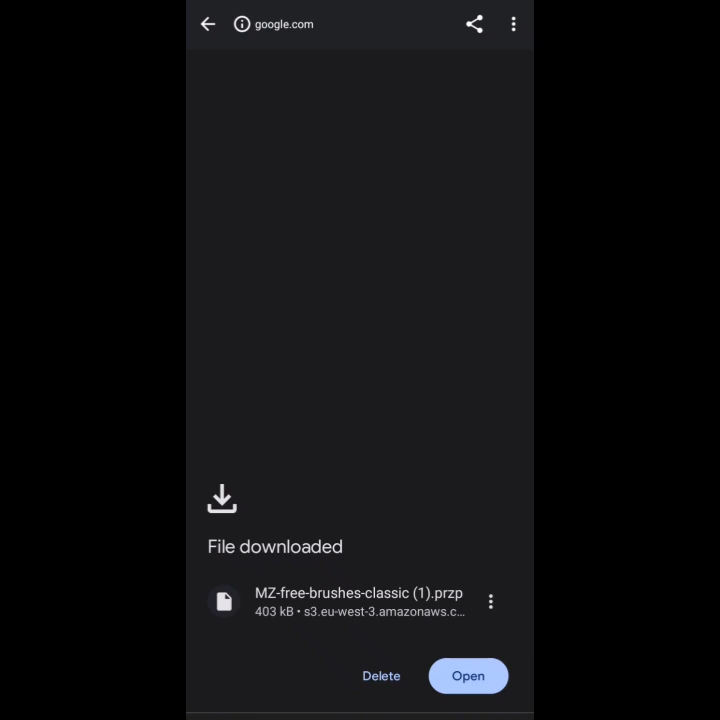 google.com
File downloaded
MZ-free-brushes-classic (1).przp
403 kB • s3.eu-west-3.amazonaws.c...
Delete
Open